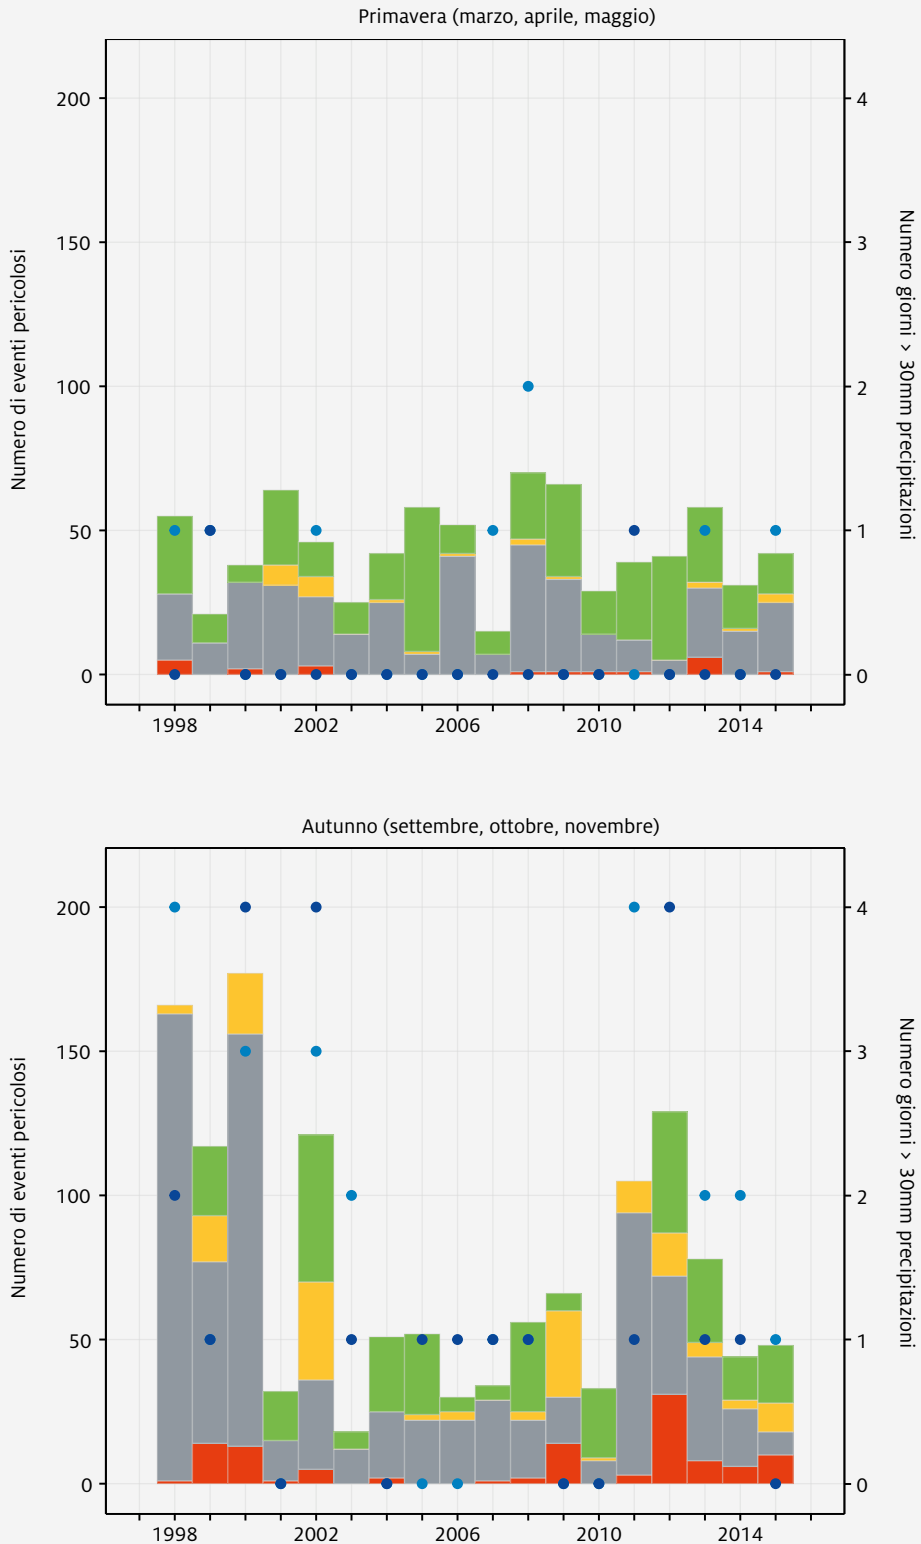 Primavera (marzo, aprile, maggio)
Numero di eventi pericolosi
200
150
100
50
0
4
3
2
1
0
Numero giorni > 30mm precipitazioni
1998 2002 2006 2010 2014
Autunno (settembre, ottobre, novembre)
Numero di eventi pericolosi
200
150
100
50
0
4
3
2
1
0
Numero giorni > 30mm precipitazioni
1998 2002 2006 2010 2014